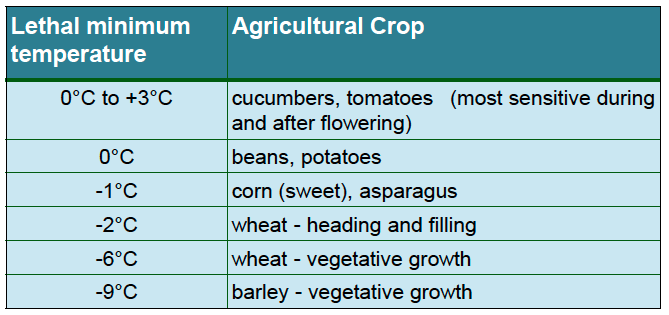 Lethal minimum temperature
Agricultural Crop
0°C to +3°C
cucumbers, tomatoes (most sensitive during
and after flowering)
0°C
beans, potatoes
-1°C
corn (sweet), asparagus
-2°C
wheat - heading and filling
-6°C
wheat - vegetative growth
-9°C
barley - vegetative growth